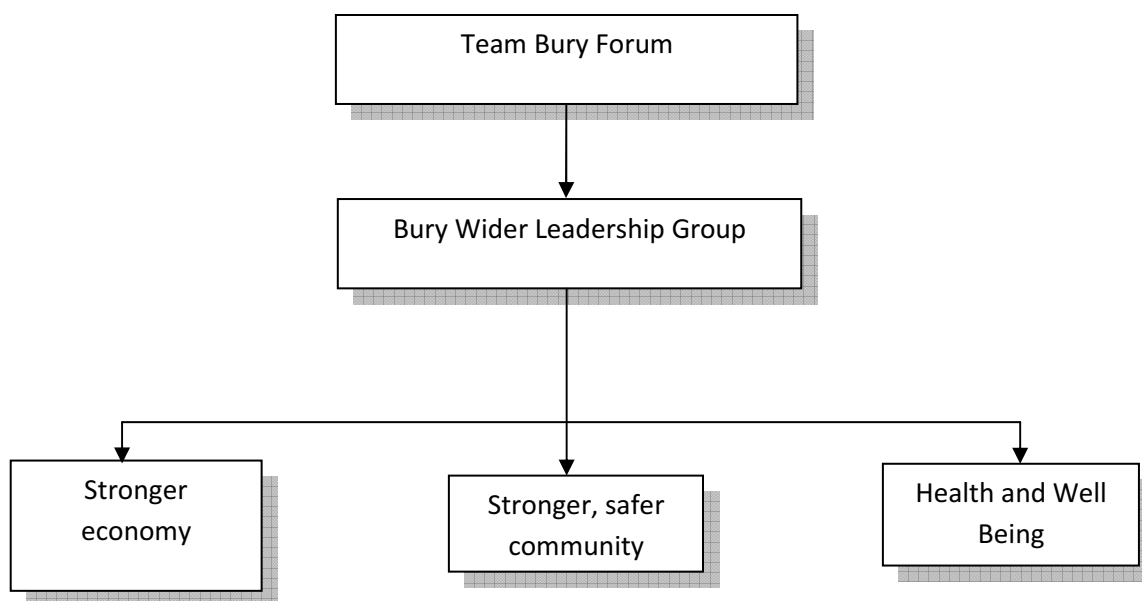 Team Bury Forum
Bury Wider Leadership Group
Stronger
economy
Stronger, safer
community
Health and Well
Being